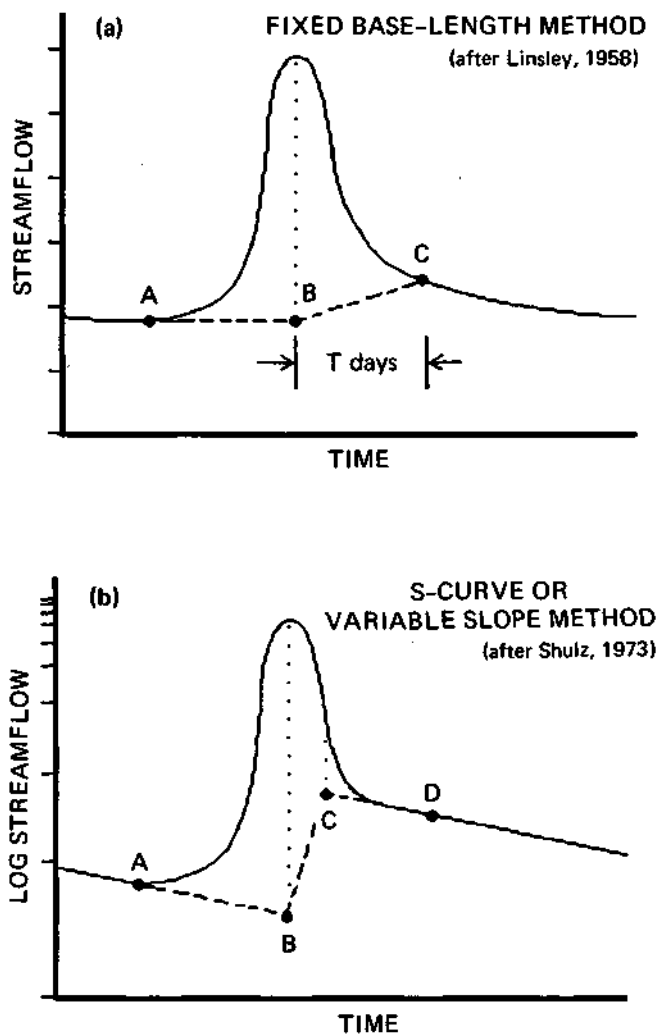 (a)
FIXED BASE-LENGTH METHOD
(after Linsley, 1958)
STREAMFLOW
A
B
C
T days
TIME
(b)
S-CURVE OR
VARIABLE SLOPE METHOD
(after Shulz, 1973)
LOG STREAMFLOW
A
B
C
D
TIME